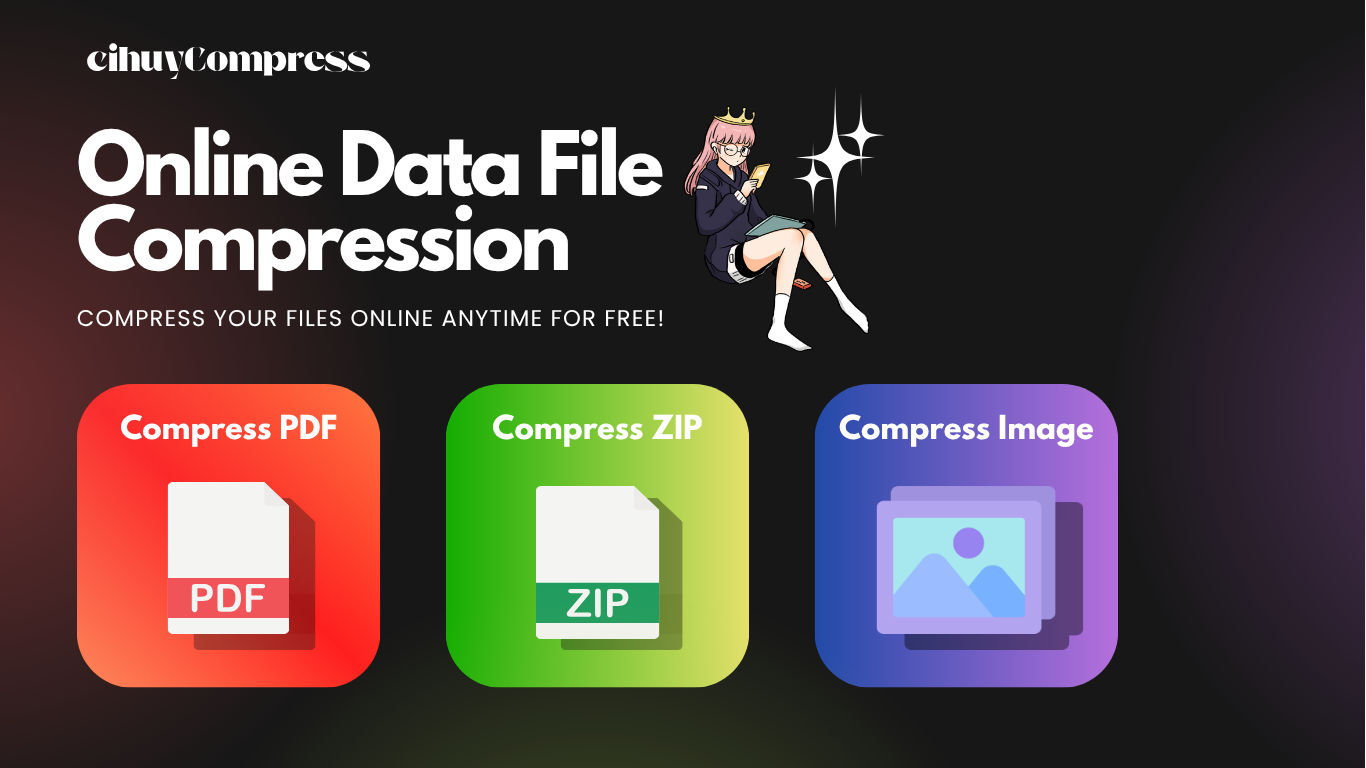 cihuyCompress
Online Data File
Compression
COMPRESS YOUR FILES ONLINE ANYTIME FOR FREE!
Compress PDF
Compress ZIP
Compress Image
PDF
ZIP